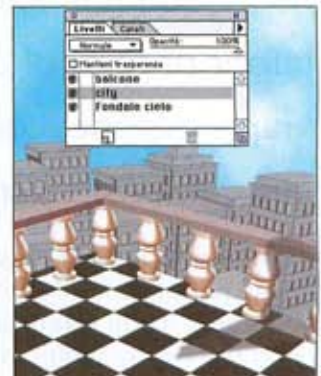 Livelli Canali
Normale Opacità: 100%
Mantieni trasparenza
balcone
city
Fondale cielo